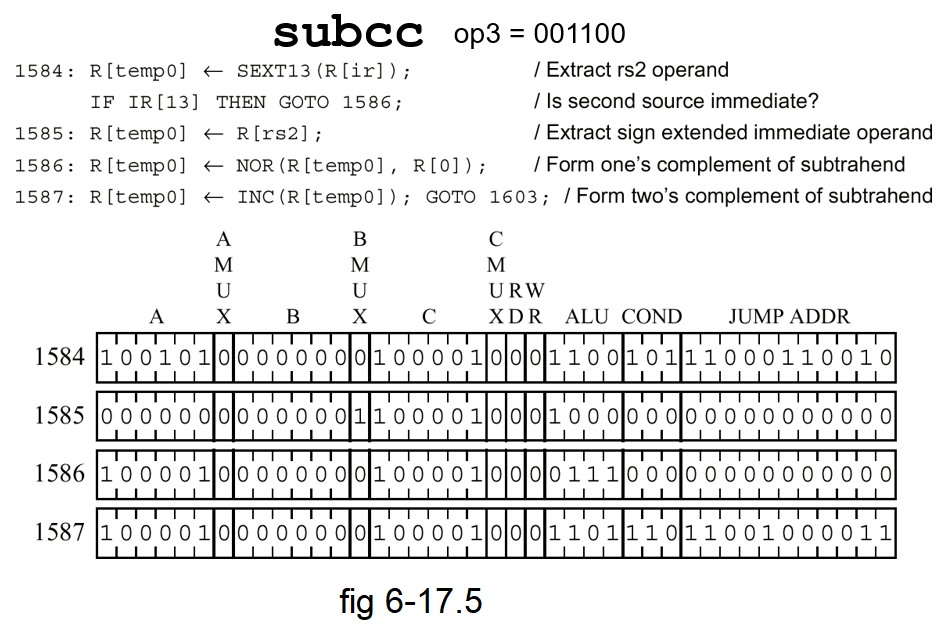 subcc op3 = 001100
1584: R[temp0] ← SEXT13(R[ir]); / Extract rs2 operand
IF IR[13] THEN GOTO 1586; / Is second source immediate?
1585: R[temp0] ← R[rs2]; / Extract sign extended immediate operand
1586: R[temp0] ← NOR(R[temp0], R[0]); / Form one's complement of subtrahend
1587: R[temp0] ← INC(R[temp0]); GOTO 1603; / Form two's complement of subtrahend
A B C
M M M
U U U R W
A X B X C X D R ALU COND JUMP ADDR
1584 100101 0 000000 0 100001 0 0 0 1100 101 11000110010
1585 000000 0 000000 1 100001 0 0 0 1000 000 00000000000
1586 100001 0 000000 0 100001 0 0 0 0111 000 00000000000
1587 100001 0 000000 0 100001 0 0 0 1101 110 11001000011
fig 6-17.5